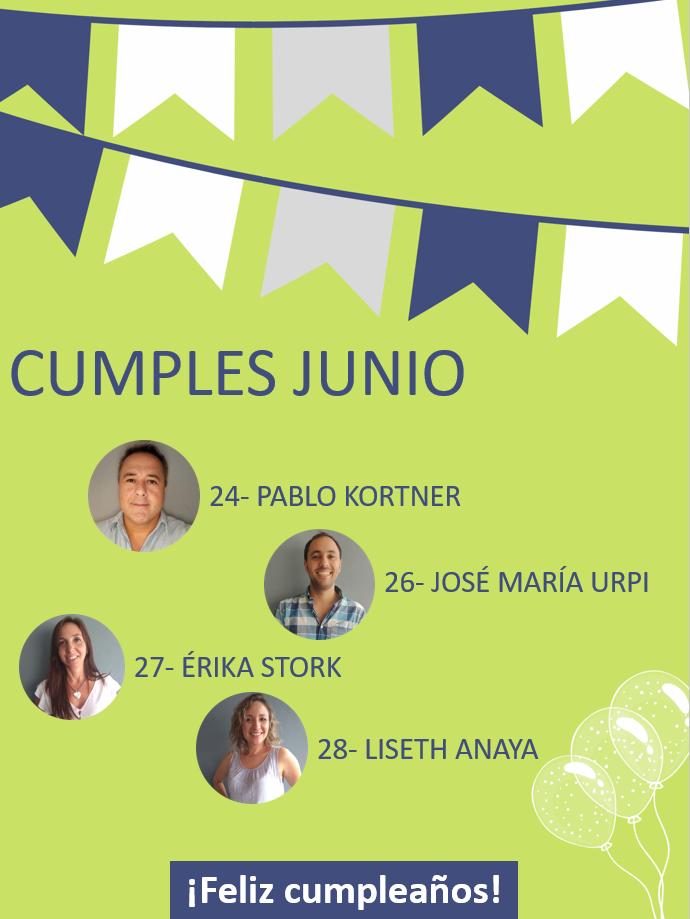 CUMPLES JUNIO
24- PABLO KORTNER
26- JOSÉ MARÍA URPI
27- ÉRIKA STORK
28- LISETH ANAYA
¡Feliz cumpleaños!